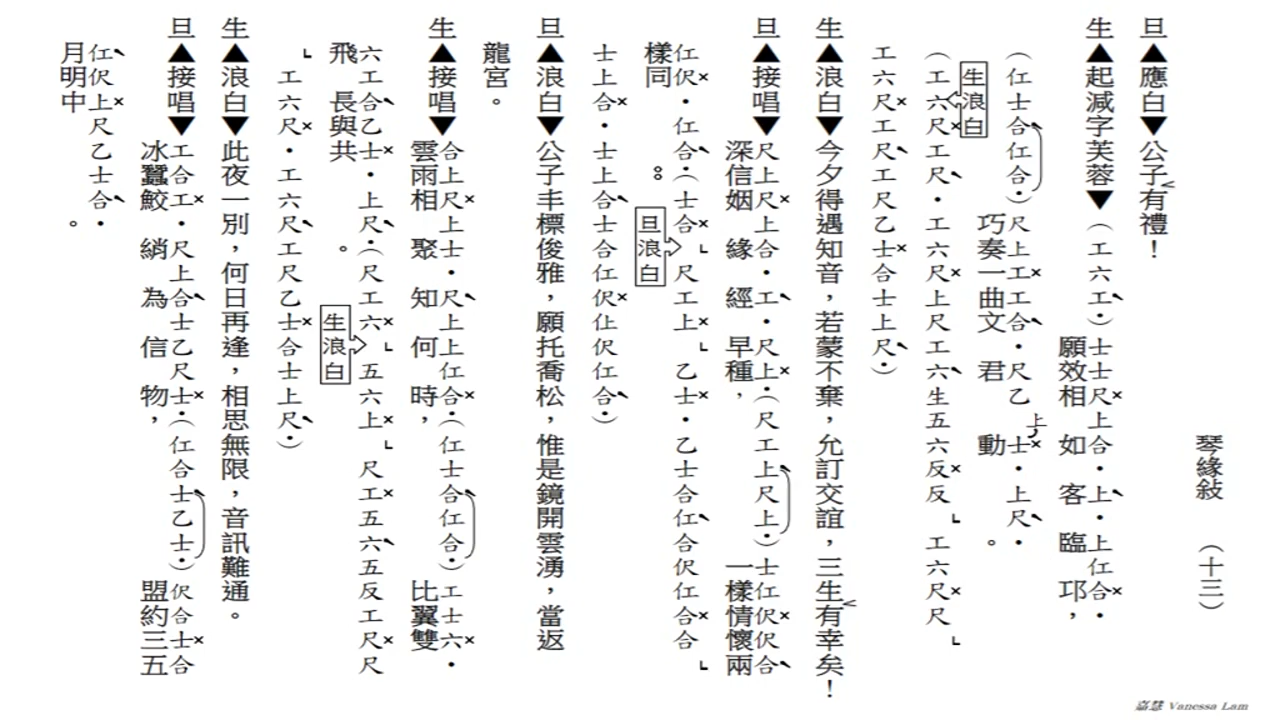 琴緣敍 （十三）
旦▲應白▼公子有禮！
生▲起減字芙蓉▼（工六工、）士士尺上合・上・上仜合・
願效相如客臨邛，
（仜士合仜合・）尺上工工合・尺乙上士・上尺・
巧奏一曲文君動。
生浪白
（工六尺工尺・工六尺上尺工六生五六反反 工六尺尺
工六尺工尺工尺乙士合士上尺・）
生▲浪白▼今夕得遇知音，若蒙不棄，允訂交誼，三生有幸矣！
旦▲接唱▼尺上尺上合・工・尺上・（尺工上尺上・）士仜伬伬合
深信姻緣經早種，一樣情懷兩
仜伬・仜合・（士合 尺工上 乙士・乙士合仜合伬仜合合
樣同。
旦浪白
士上合・士上合士合仜伬仩伬仜合・）
旦▲浪白▼公子丰標俊雅，願托喬松，惟是鏡開雲湧，當返
龍宮。
生▲接唱▼合上尺上士・尺上上仜合・（仜士合仜合・）工士六・
雲雨相聚知何時，比翼雙
六工合乙士・上尺・（尺工六 五六上 尺工五六五反工尺尺
飛長與共。
生浪白
工六尺・工六尺工尺乙士合士上尺・）
生▲浪白▼此夜一別，何日再逢，相思無限，音訊難通。
旦▲接唱▼工合工・尺上合士乙尺士・（仜合士乙士・）伬合士合
冰蠶鮫綃為信物，盟約三五
仜伬上尺乙士合・
月明中。
嘉慧 Vanessa Lam